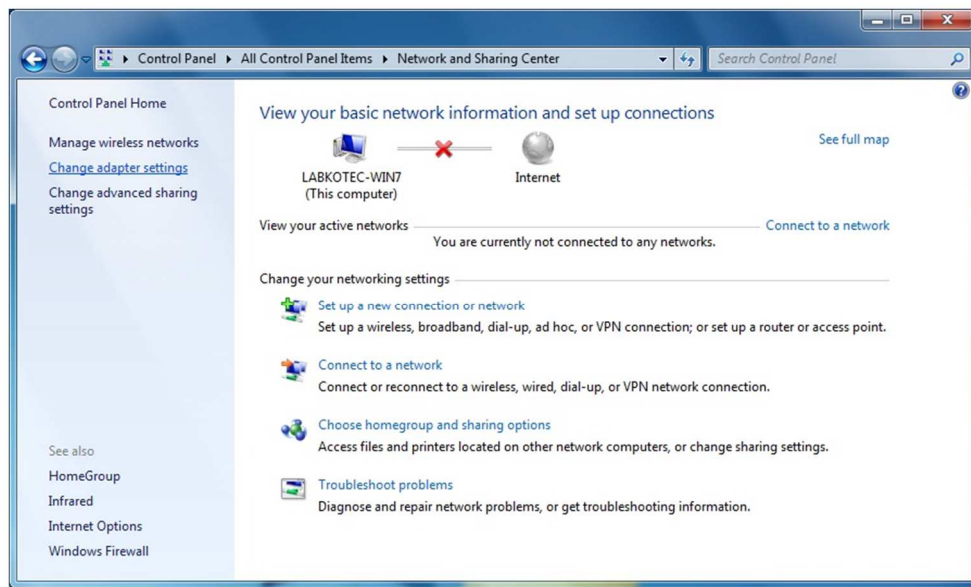 Control Panel ▸ All Control Panel Items ▸ Network and Sharing Center
Search Control Panel
Control Panel Home
Manage wireless networks
Change adapter settings
Change advanced sharing
settings
See also
HomeGroup
Infrared
Internet Options
Windows Firewall
View your basic network information and set up connections
See full map
LABKOTEC-WIN7
(This computer)
Internet
View your active networks
Connect to a network
You are currently not connected to any networks.
Change your networking settings
Set up a new connection or network
Set up a wireless, broadband, dial-up, ad hoc, or VPN connection; or set up a router or access point.
Connect to a network
Connect or reconnect to a wireless, wired, dial-up, or VPN network connection.
Choose homegroup and sharing options
Access files and printers located on other network computers, or change sharing settings.
Troubleshoot problems
Diagnose and repair network problems, or get troubleshooting information.